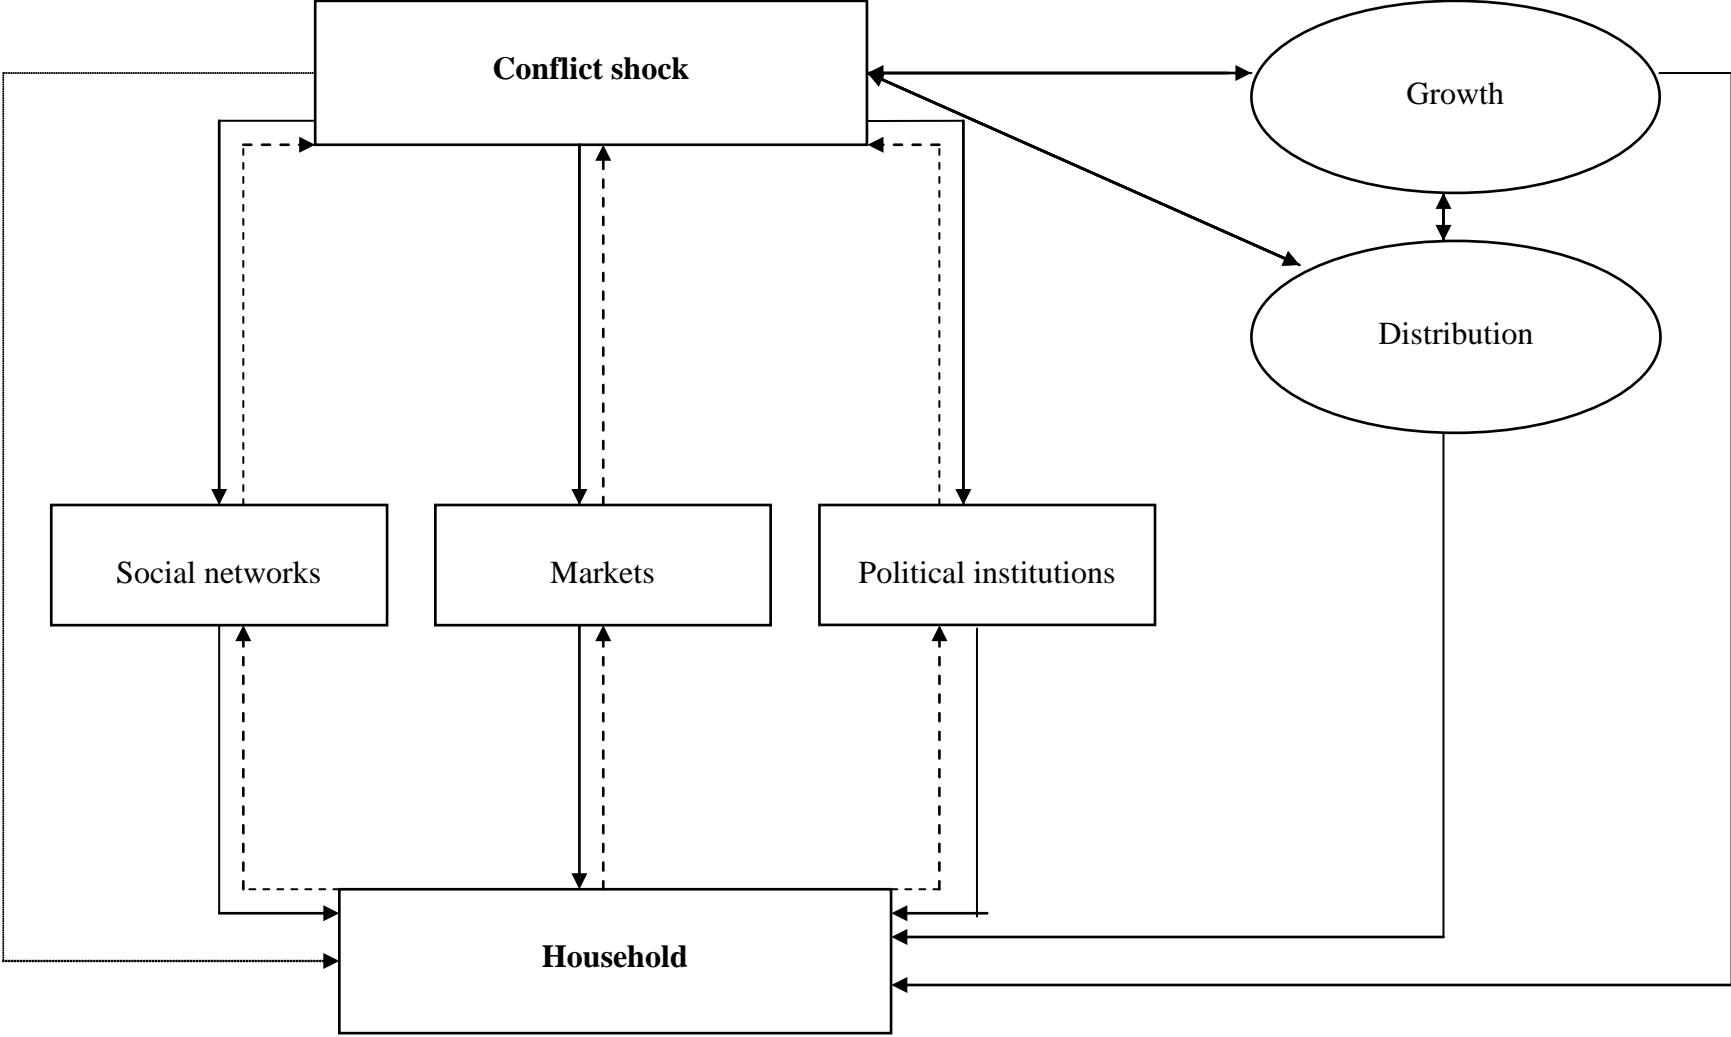 Conflict shock
Growth
Distribution
Social networks
Markets
Political institutions
Household